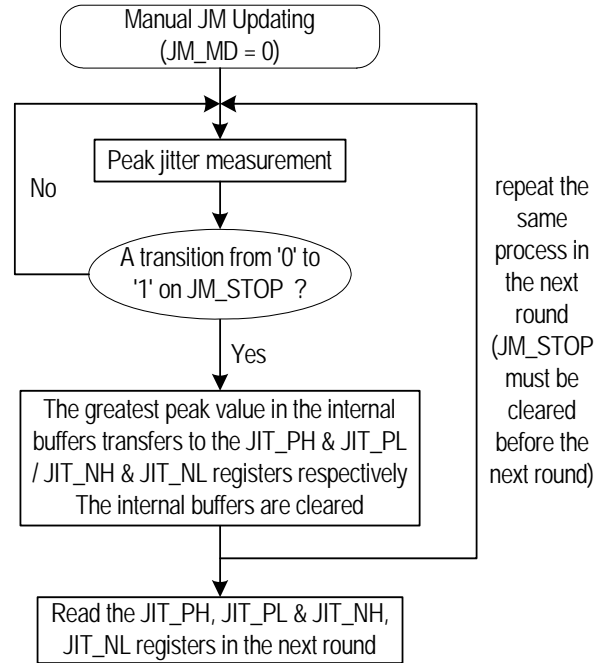 Manual JM Updating
(JM_MD = 0)
Peak jitter measurement
No
A transition from '0' to
'1' on JM_STOP ?
Yes
The greatest peak value in the internal
buffers transfers to the JIT_PH & JIT_PL
/ JIT_NH & JIT_NL registers respectively
The internal buffers are cleared
repeat the
same
process in
the next
round
(JM_STOP
must be
cleared
before the
next round)
Read the JIT_PH, JIT_PL & JIT_NH,
JIT_NL registers in the next round